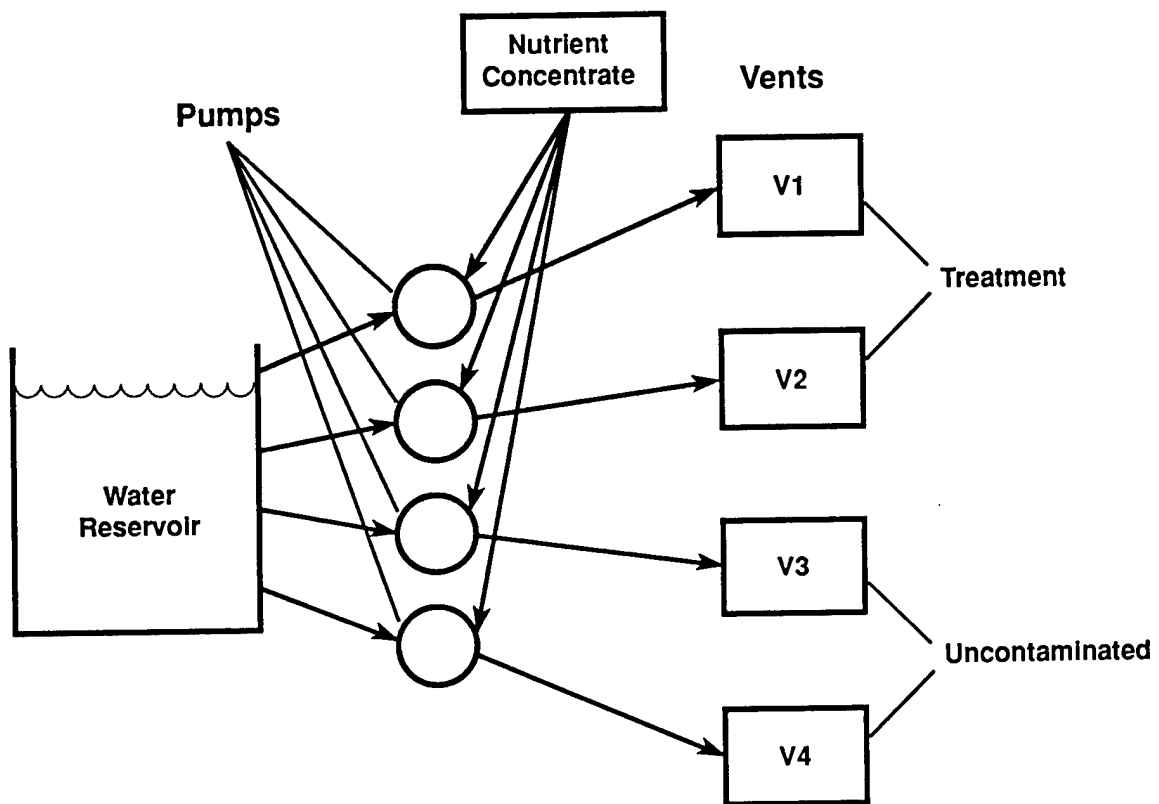 Nutrient
Concentrate
Vents
Pumps
V1
Treatment
V2
Water
Reservoir
V3
Uncontaminated
V4